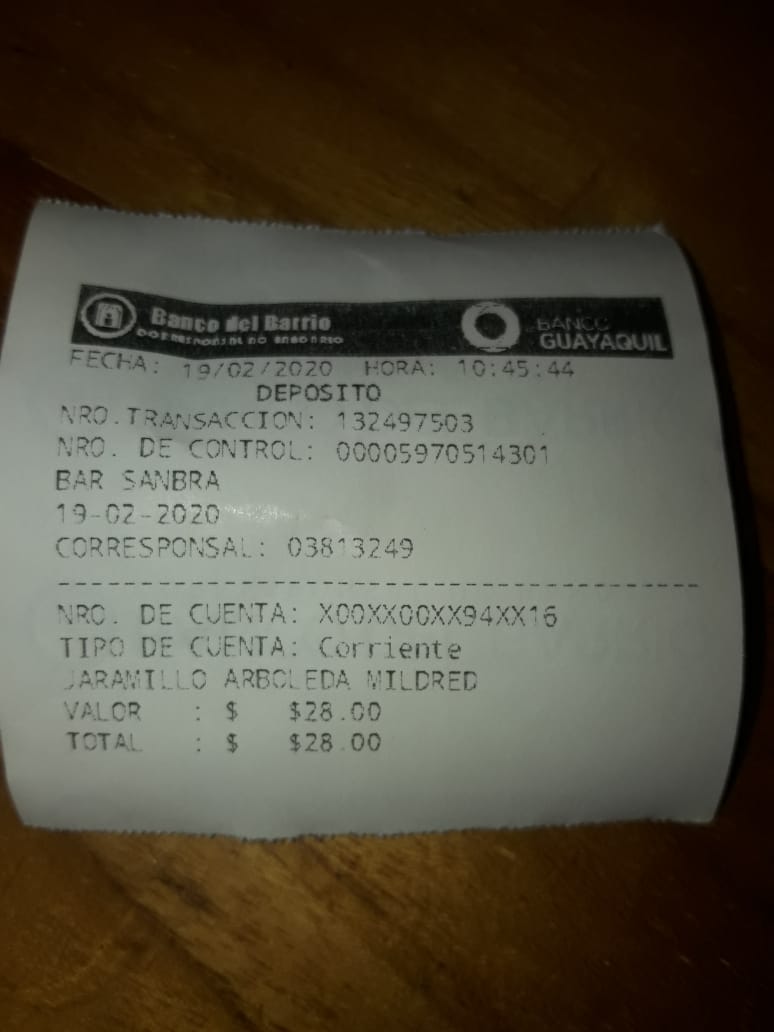 Banco del Barrio
BANCO
GUAYAQUIL
FECHA: 19/02/2020 HORA: 10:45:44
DEPOSITO
NRO.TRANSACCION: 132497503
NRO. DE CONTROL: 00005970514301
BAR SANBRA
19-02-2020
CORRESPONSAL: 03813249
NRO. DE CUENTA: X00XX00XX94XX16
TIPO DE CUENTA: Corriente
JARAMILLO ARBOLEDA MILDRED
VALOR : $ $28.00
TOTAL : $ $28.00